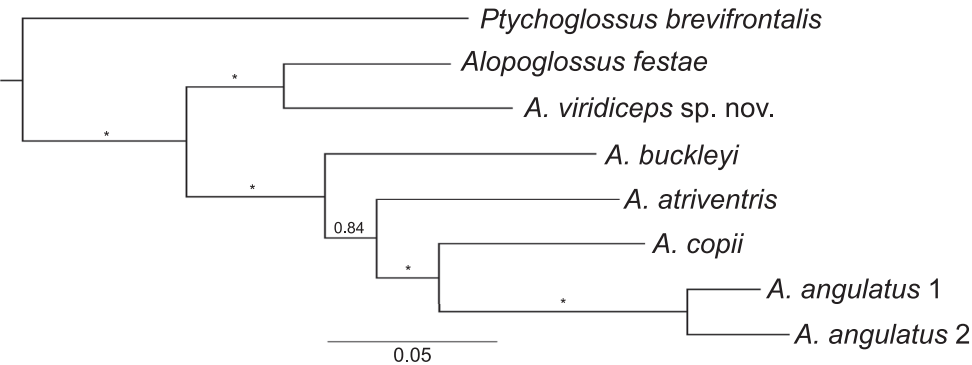 Ptychoglossus brevifrontalis
Alopoglossus festae
*
A. viridiceps sp. nov.
*
A. buckleyi
*
A. atriventris
0.84
A. copii
*
A. angulatus 1
*
A. angulatus 2
0.05